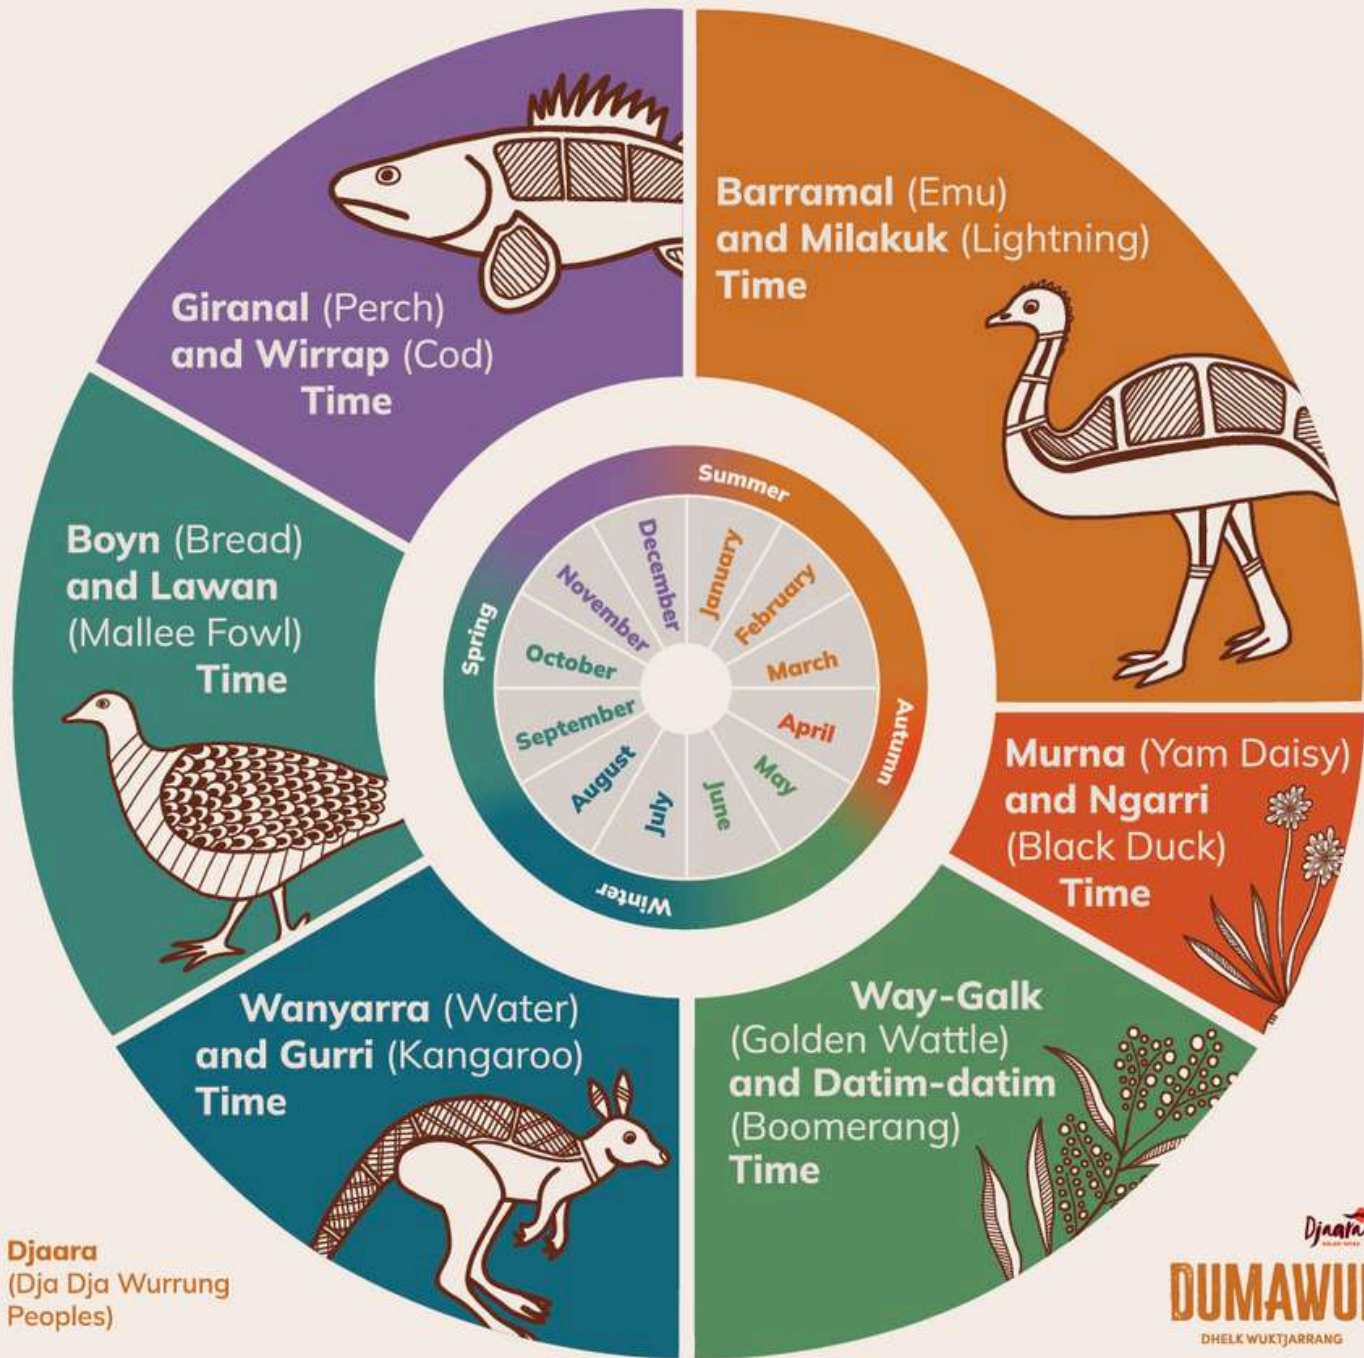 Giranal (Perch)
and Wirrap (Cod)
Time
Barramal (Emu)
and Milakuk (Lightning)
Time
Boyn (Bread)
and Lawan
(Mallee Fowl)
Time
Summer
Autumn
Winter
Spring
January
February
March
April
May
June
July
August
September
October
November
December
Murna (Yam Daisy)
and Ngarri
(Black Duck)
Time
Wanyarra (Water)
and Gurri (Kangaroo)
Time
Way-Galk
(Golden Wattle)
and Datim-datim
(Boomerang)
Time
Djaara
(Dja Dja Wurrung
Peoples)
Djaara
DHELK WUKTJARRANG